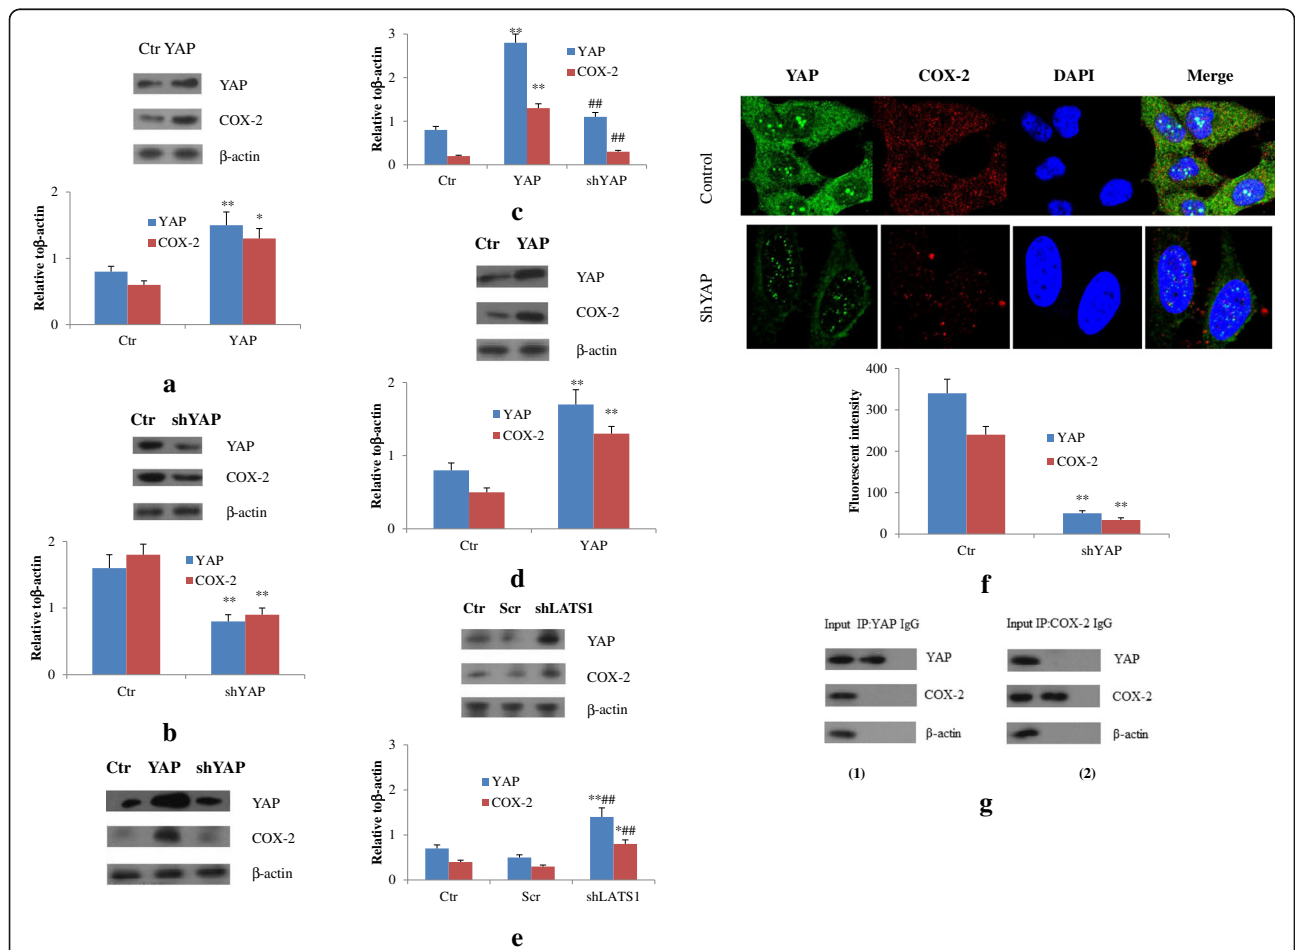 Ctr YAP
YAP
COX-2
β-actin
Relative toβ-actin
2
1
0
YAP
COX-2
** *
Ctr YAP
a
Ctr shYAP
YAP
COX-2
β-actin
Relative toβ-actin
2
1
0
YAP
COX-2
** **
Ctr shYAP
b
Ctr YAP shYAP
YAP
COX-2
β-actin
Relative toβ-actin
3
2
1
0
YAP
COX-2
** ** ## ##
Ctr YAP shYAP
c
Ctr YAP
YAP
COX-2
β-actin
Relative toβ-actin
2
1
0
YAP
COX-2
** **
Ctr YAP
d
Ctr Scr shLATS1
YAP
COX-2
β-actin
Relative toβ-actin
3
2
1
0
YAP
COX-2
**## *##
Ctr Scr shLATS1
e
YAP COX-2 DAPI Merge
Control
ShYAP
Fluorescent intensity
400
300
200
100
0
YAP
COX-2
** **
Ctr shYAP
f
Input IP:YAP IgG
YAP
COX-2
β-actin
(1)
Input IP:COX-2 IgG
YAP
COX-2
β-actin
(2)
g